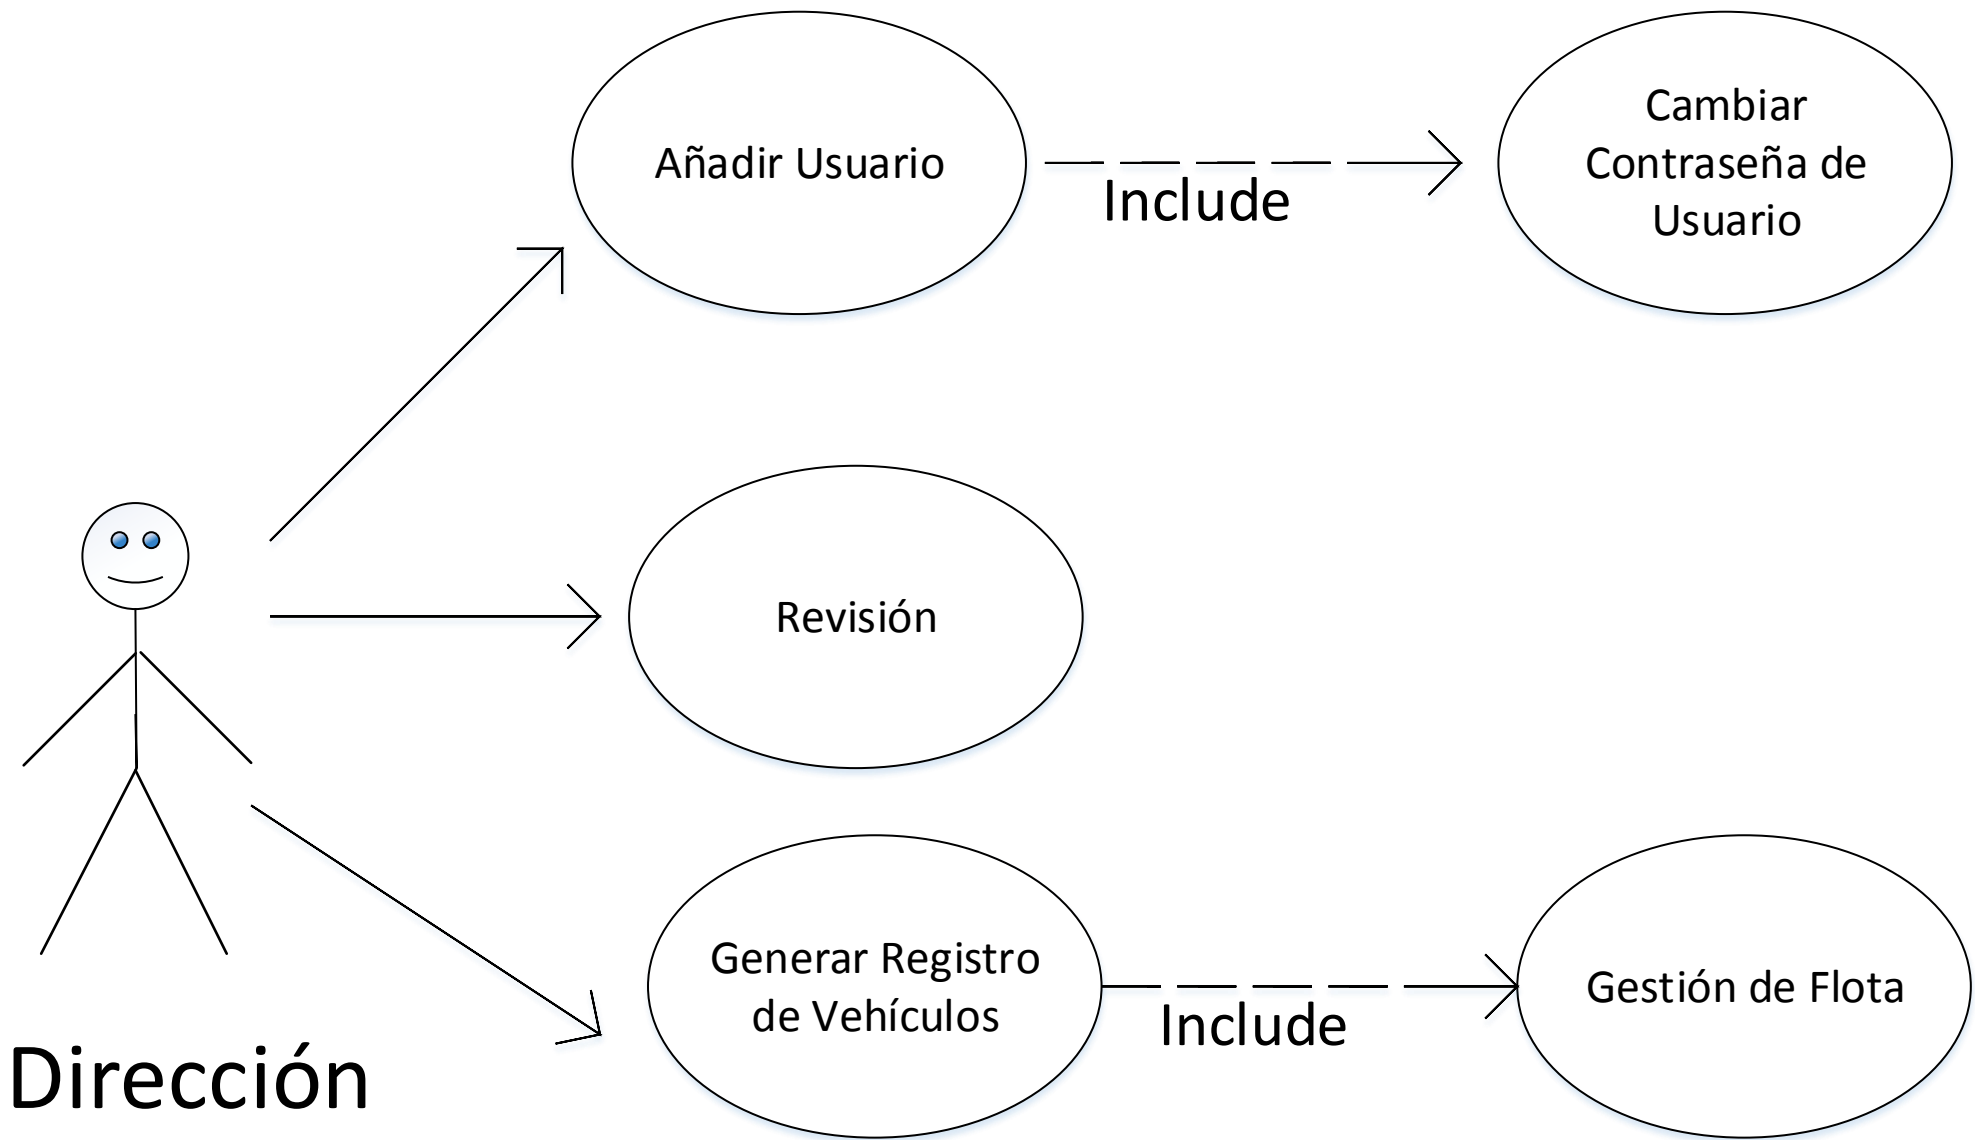 Añadir Usuario
Include
Cambiar
Contraseña de
Usuario
Revisión
Generar Registro
de Vehículos
Include
Gestión de Flota
Dirección